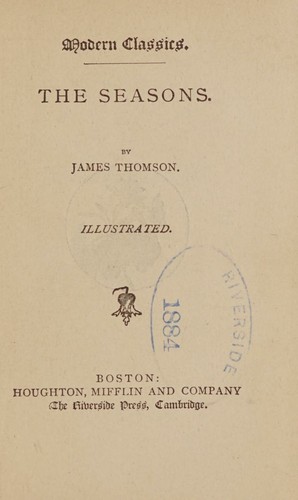 Modern Classics.
THE SEASONS.
BY
JAMES THOMSON.
ILLUSTRATED.
RIVERSIDE
1884
BOSTON:
HOUGHTON, MIFFLIN AND COMPANY
The Riverside Press, Cambridge.